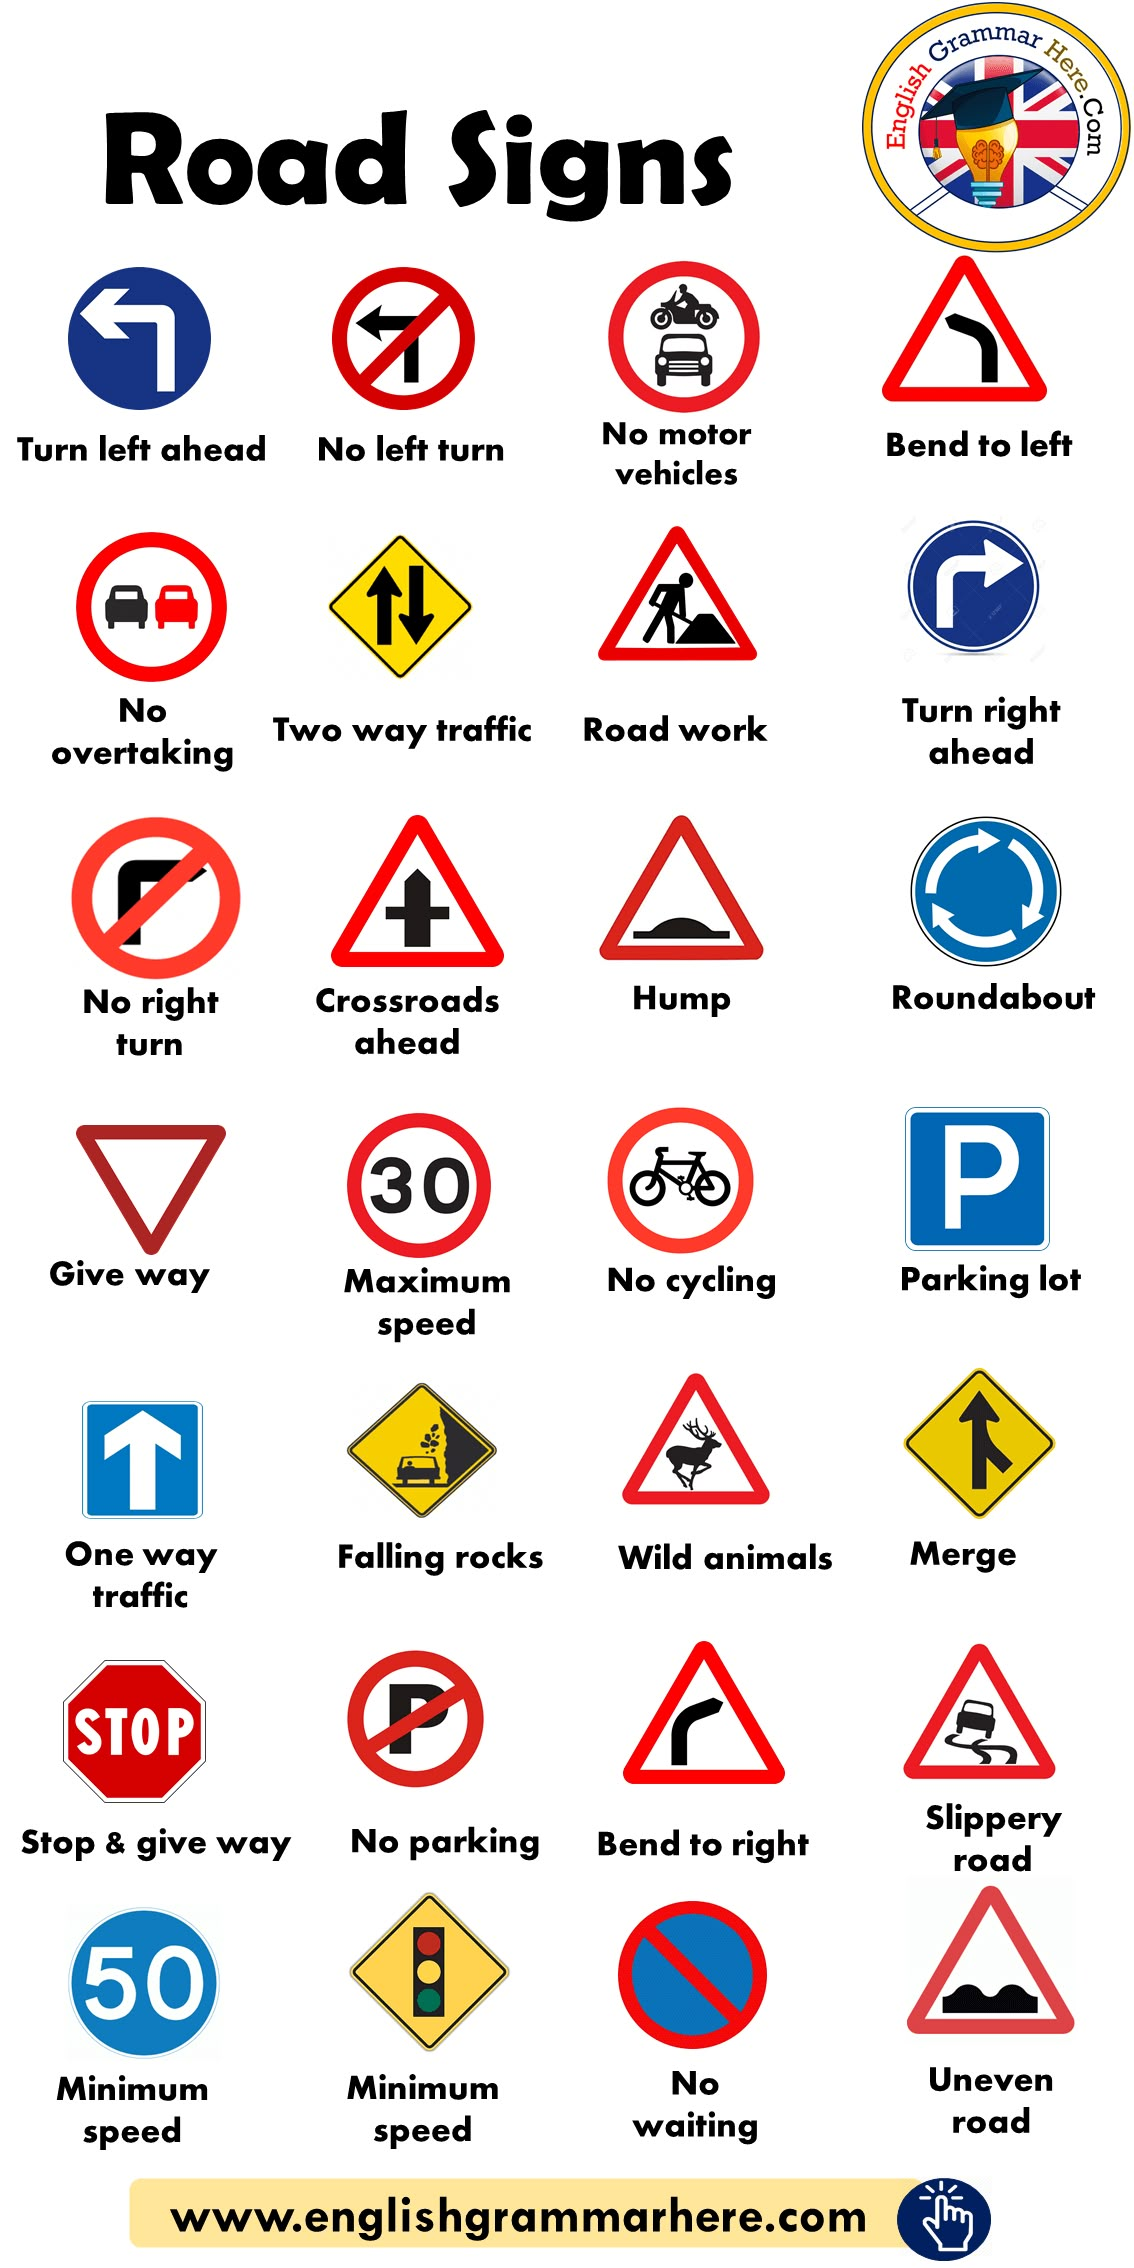 English Grammar Here.Com
Road Signs
Turn left ahead
No left turn
No motor
vehicles
Bend to left
No
overtaking
Two way traffic
Road work
Turn right
ahead
No right
turn
Crossroads
ahead
Hump
Roundabout
Give way
30
Maximum
speed
No cycling
P
Parking lot
One way
traffic
Falling rocks
Wild animals
Merge
STOP
Stop & give way
P
No parking
Bend to right
Slippery
road
50
Minimum
speed
Minimum
speed
No
waiting
Uneven
road
www.englishgrammarhere.com